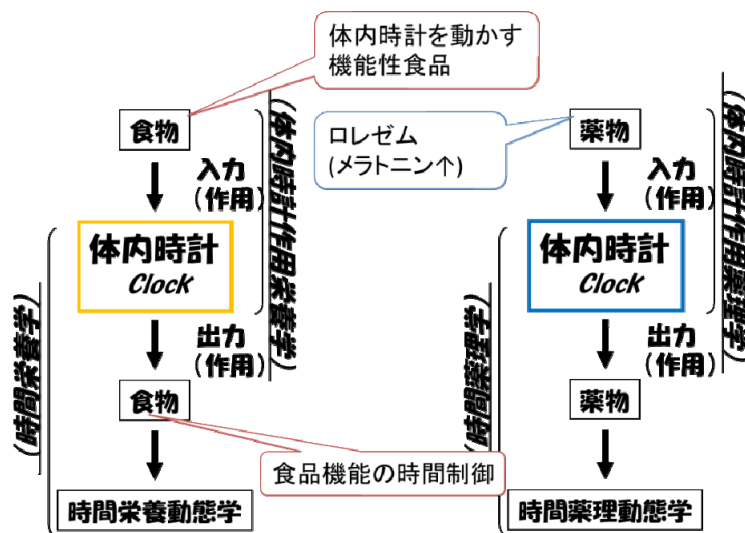 体内時計を動かす
機能性食品
食物
入力
(作用)
体内時計
Clock
出力
(作用)
食物
時間栄養動態学
(時間栄養学)
(体内時計作用栄養学)
食品機能の時間制御
ロレゼム
(メラトニン↑)
薬物
入力
(作用)
体内時計
Clock
出力
(作用)
薬物
時間薬理動態学
(時間薬理学)
(体内時計作用薬理学)